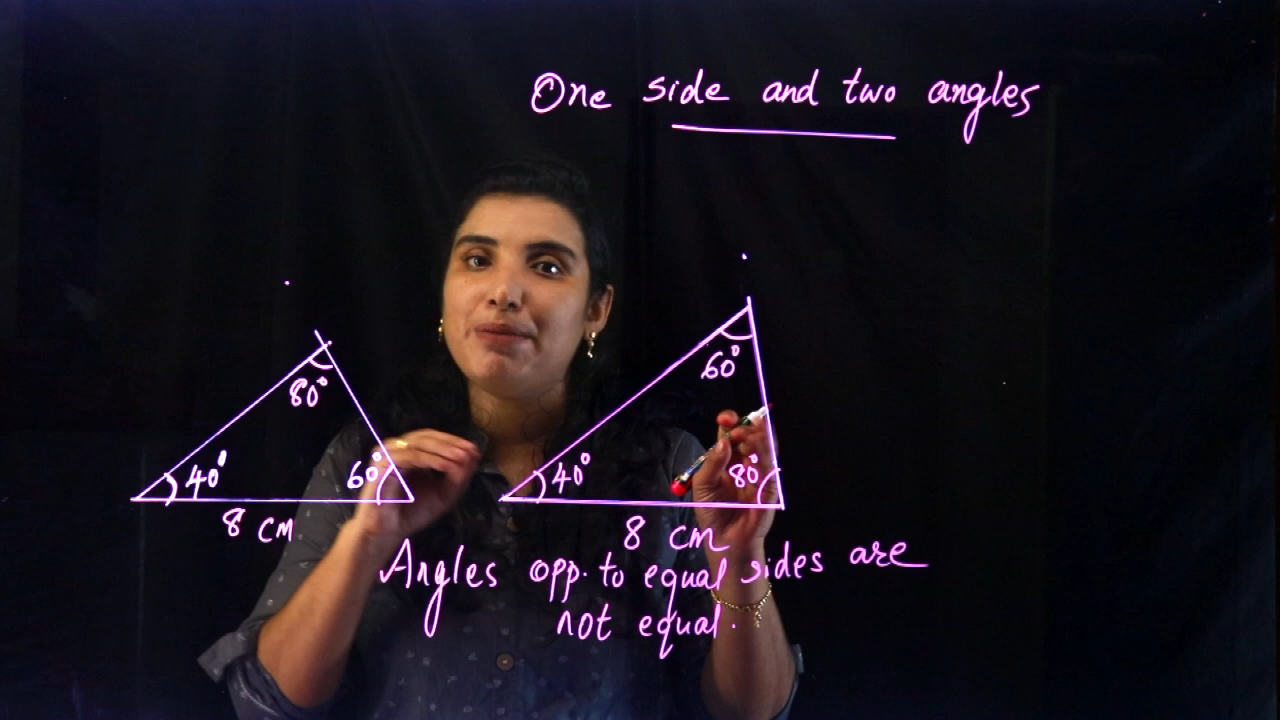 One side and two angles
80°
40°
60°
8 cm
60°
40°
80°
8 cm
Angles opp. to equal sides are
not equal.